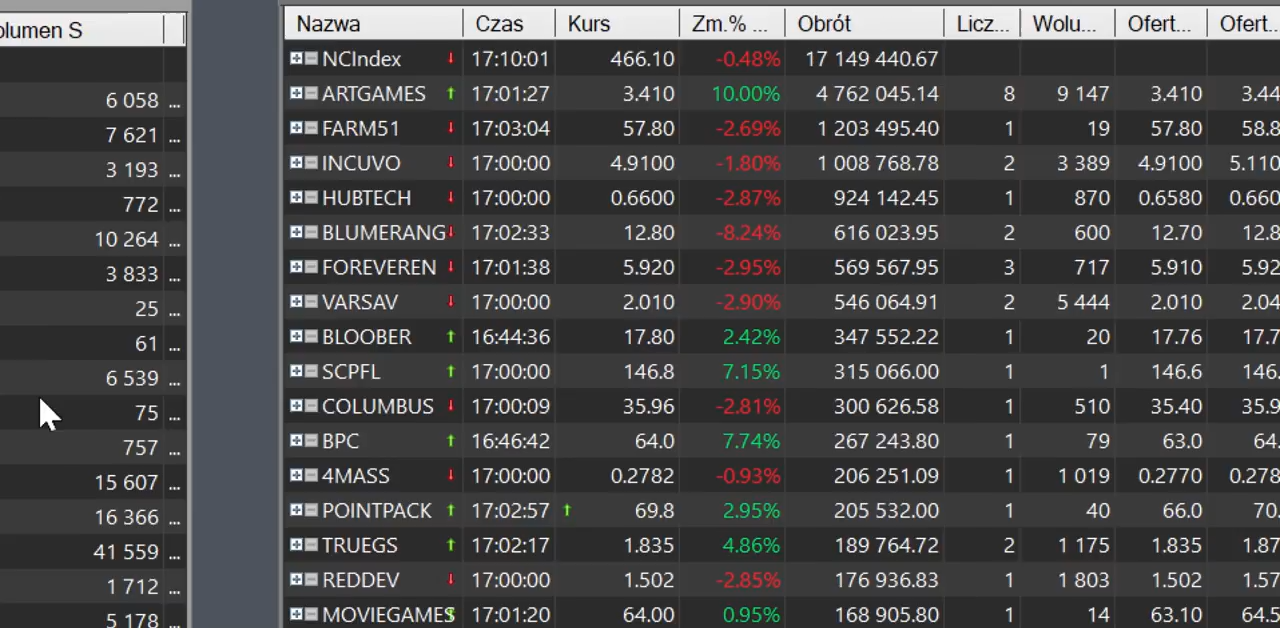 olumen S
6 058 ...
7 621 ...
3 193 ...
772 ...
10 264 ...
3 833 ...
25 ...
61 ...
6 539 ...
75 ...
757 ...
15 607 ...
16 366 ...
41 559 ...
1 712 ...
5 178 ...
Nazwa Czas Kurs Zm.% ... Obrót Licz... Wolu... Ofert... Ofert...
NCIndex 17:10:01 466.10 -0.48% 17 149 440.67
ARTGAMES 17:01:27 3.410 10.00% 4 762 045.14 8 9 147 3.410 3.44
FARM51 17:03:04 57.80 -2.69% 1 203 495.40 1 19 57.80 58.8
INCUVO 17:00:00 4.9100 -1.80% 1 008 768.78 2 3 389 4.9100 5.110
HUBTECH 17:00:00 0.6600 -2.87% 924 142.45 1 870 0.6580 0.660
BLUMERANG 17:02:33 12.80 -8.24% 616 023.95 2 600 12.70 12.8
FOREVEREN 17:01:38 5.920 -2.95% 569 567.95 3 717 5.910 5.92
VARSAV 17:00:00 2.010 -2.90% 546 064.91 2 5 444 2.010 2.04
BLOOBER 16:44:36 17.80 2.42% 347 552.22 1 20 17.76 17.7
SCPFL 17:00:00 146.8 7.15% 315 066.00 1 1 146.6 146.
COLUMBUS 17:00:09 35.96 -2.81% 300 626.58 1 510 35.40 35.9
BPC 16:46:42 64.0 7.74% 267 243.80 1 79 63.0 64.
4MASS 17:00:00 0.2782 -0.93% 206 251.09 1 1 019 0.2770 0.278
POINTPACK 17:02:57 69.8 2.95% 205 532.00 1 40 66.0 70.
TRUEGS 17:02:17 1.835 4.86% 189 764.72 2 1 175 1.835 1.87
REDDEV 17:00:00 1.502 -2.85% 176 936.83 1 1 803 1.502 1.57
MOVIEGAMES 17:01:20 64.00 0.95% 168 905.80 1 14 63.10 64.5